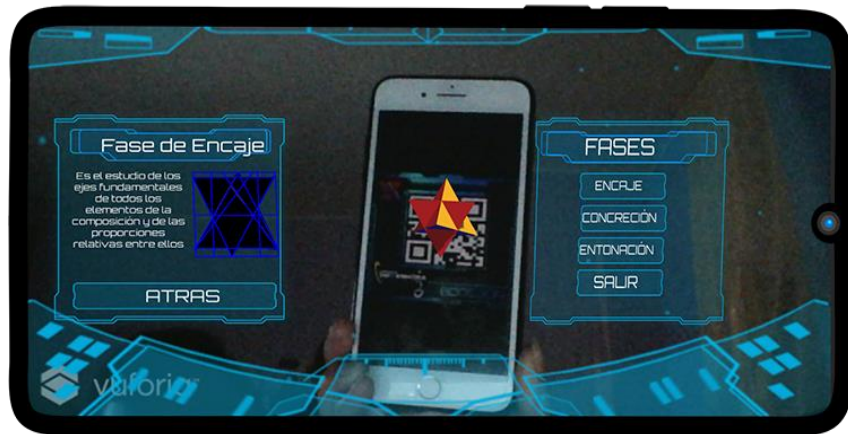 Fase de Encaje
Es el estudio de los
ejes fundamentales
de todos los
elementos de la
composición y de las
proporciones
relativas entre ellos
ATRAS
FASES
ENCAJE
CONCRECIÓN
ENTONACIÓN
SALIR
vuforia